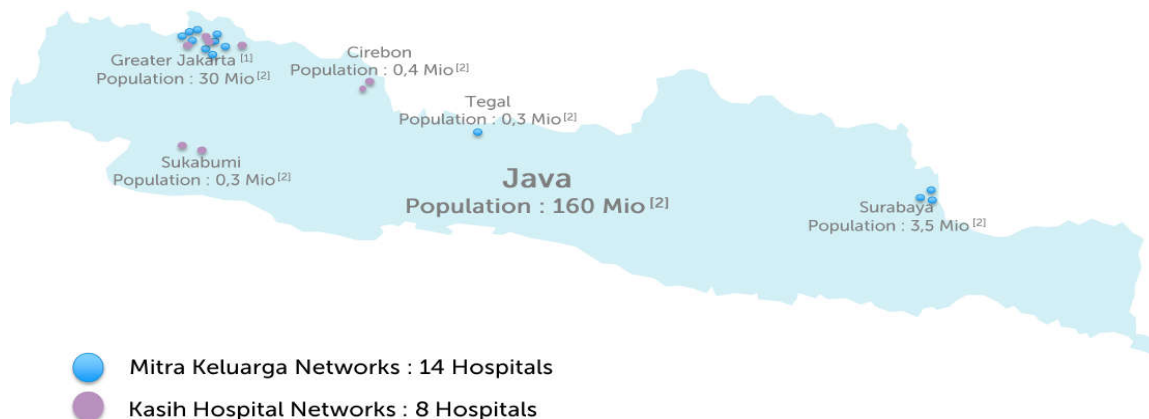 Greater Jakarta [1]
Population : 30 Mio [2]
Cirebon
Population : 0,4 Mio [2]
Tegal
Population : 0,3 Mio [2]
Sukabumi
Population : 0,3 Mio [2]
Java
Population : 160 Mio [2]
Surabaya
Population : 3,5 Mio [2]
Mitra Keluarga Networks : 14 Hospitals
Kasih Hospital Networks : 8 Hospitals